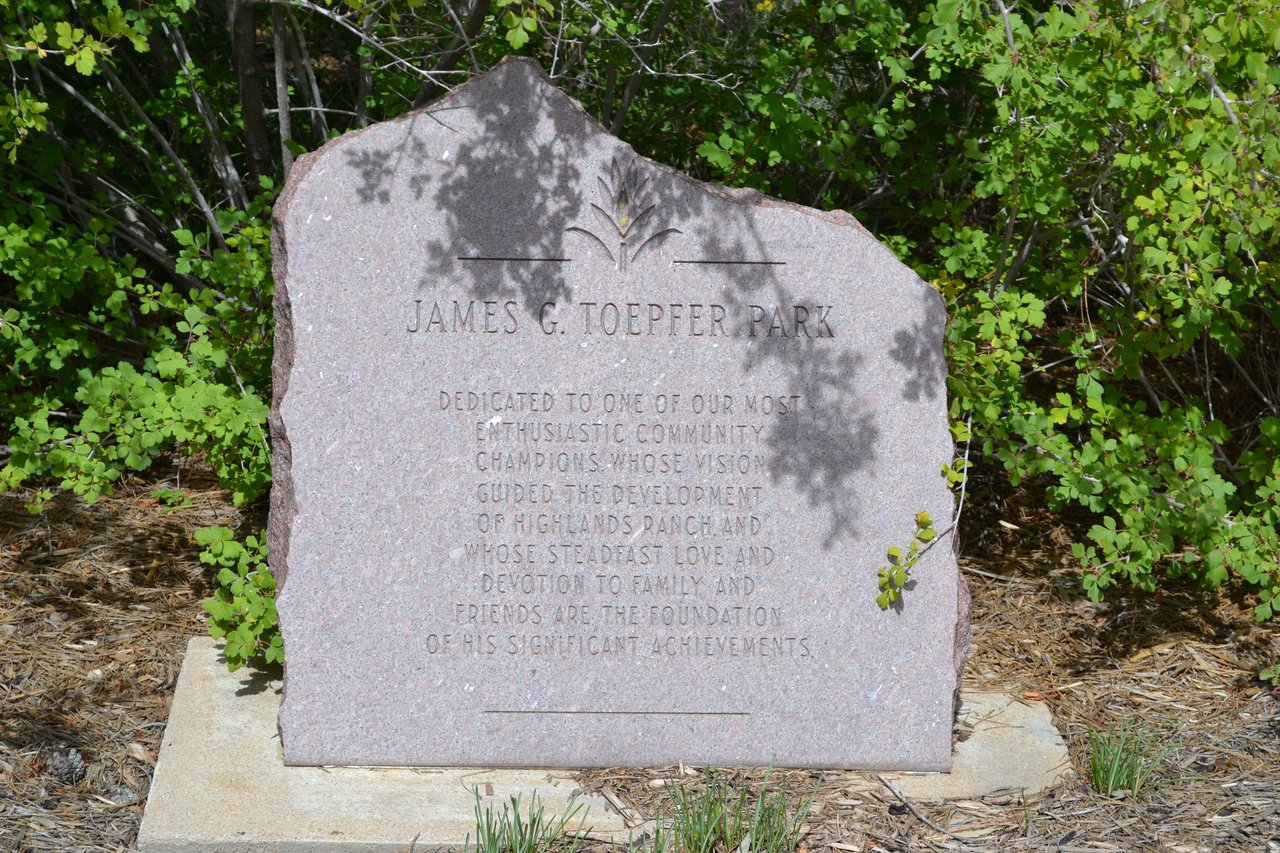 JAMES G. TOEPFER PARK
DEDICATED TO ONE OF OUR MOST
ENTHUSIASTIC COMMUNITY
CHAMPIONS, WHOSE VISION
GUIDED THE DEVELOPMENT
OF HIGHLANDS RANCH, AND
WHOSE STEADFAST LOVE AND
DEVOTION TO FAMILY AND
FRIENDS ARE THE FOUNDATION
OF HIS SIGNIFICANT ACHIEVEMENTS.